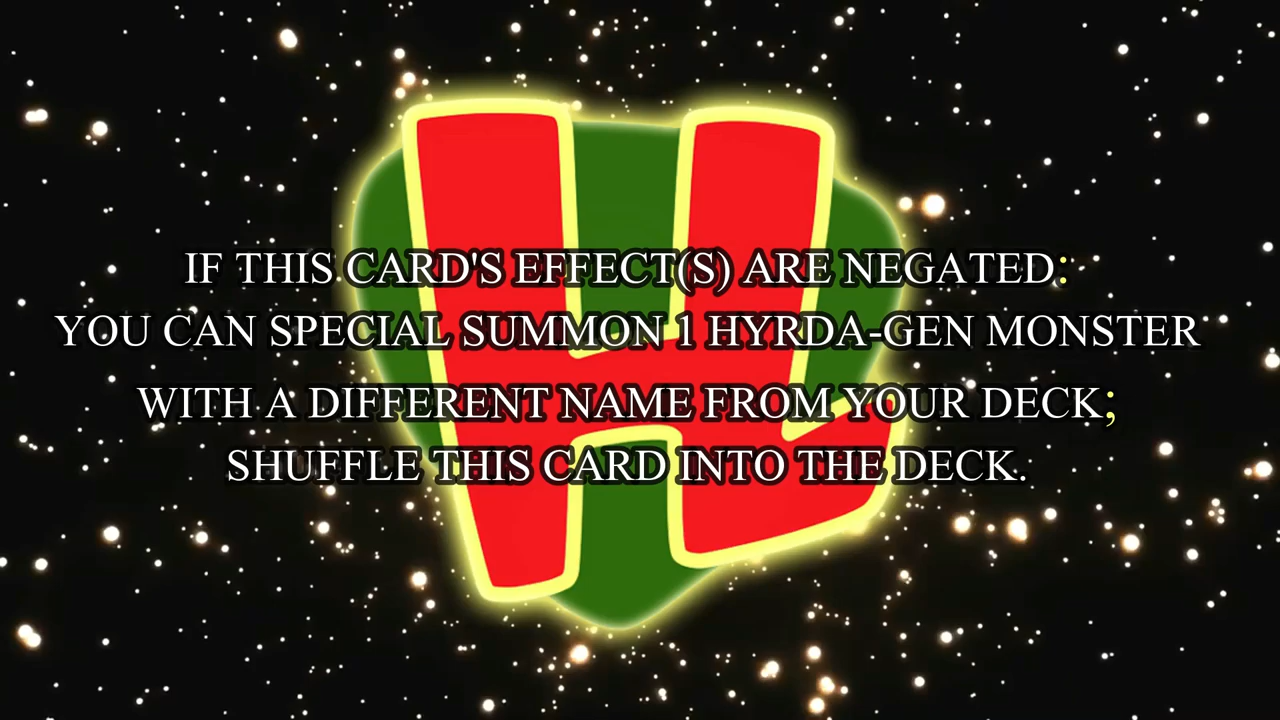 IF THIS CARD'S EFFECT(S) ARE NEGATED:
YOU CAN SPECIAL SUMMON 1 HYRDA-GEN MONSTER
WITH A DIFFERENT NAME FROM YOUR DECK;
SHUFFLE THIS CARD INTO THE DECK.